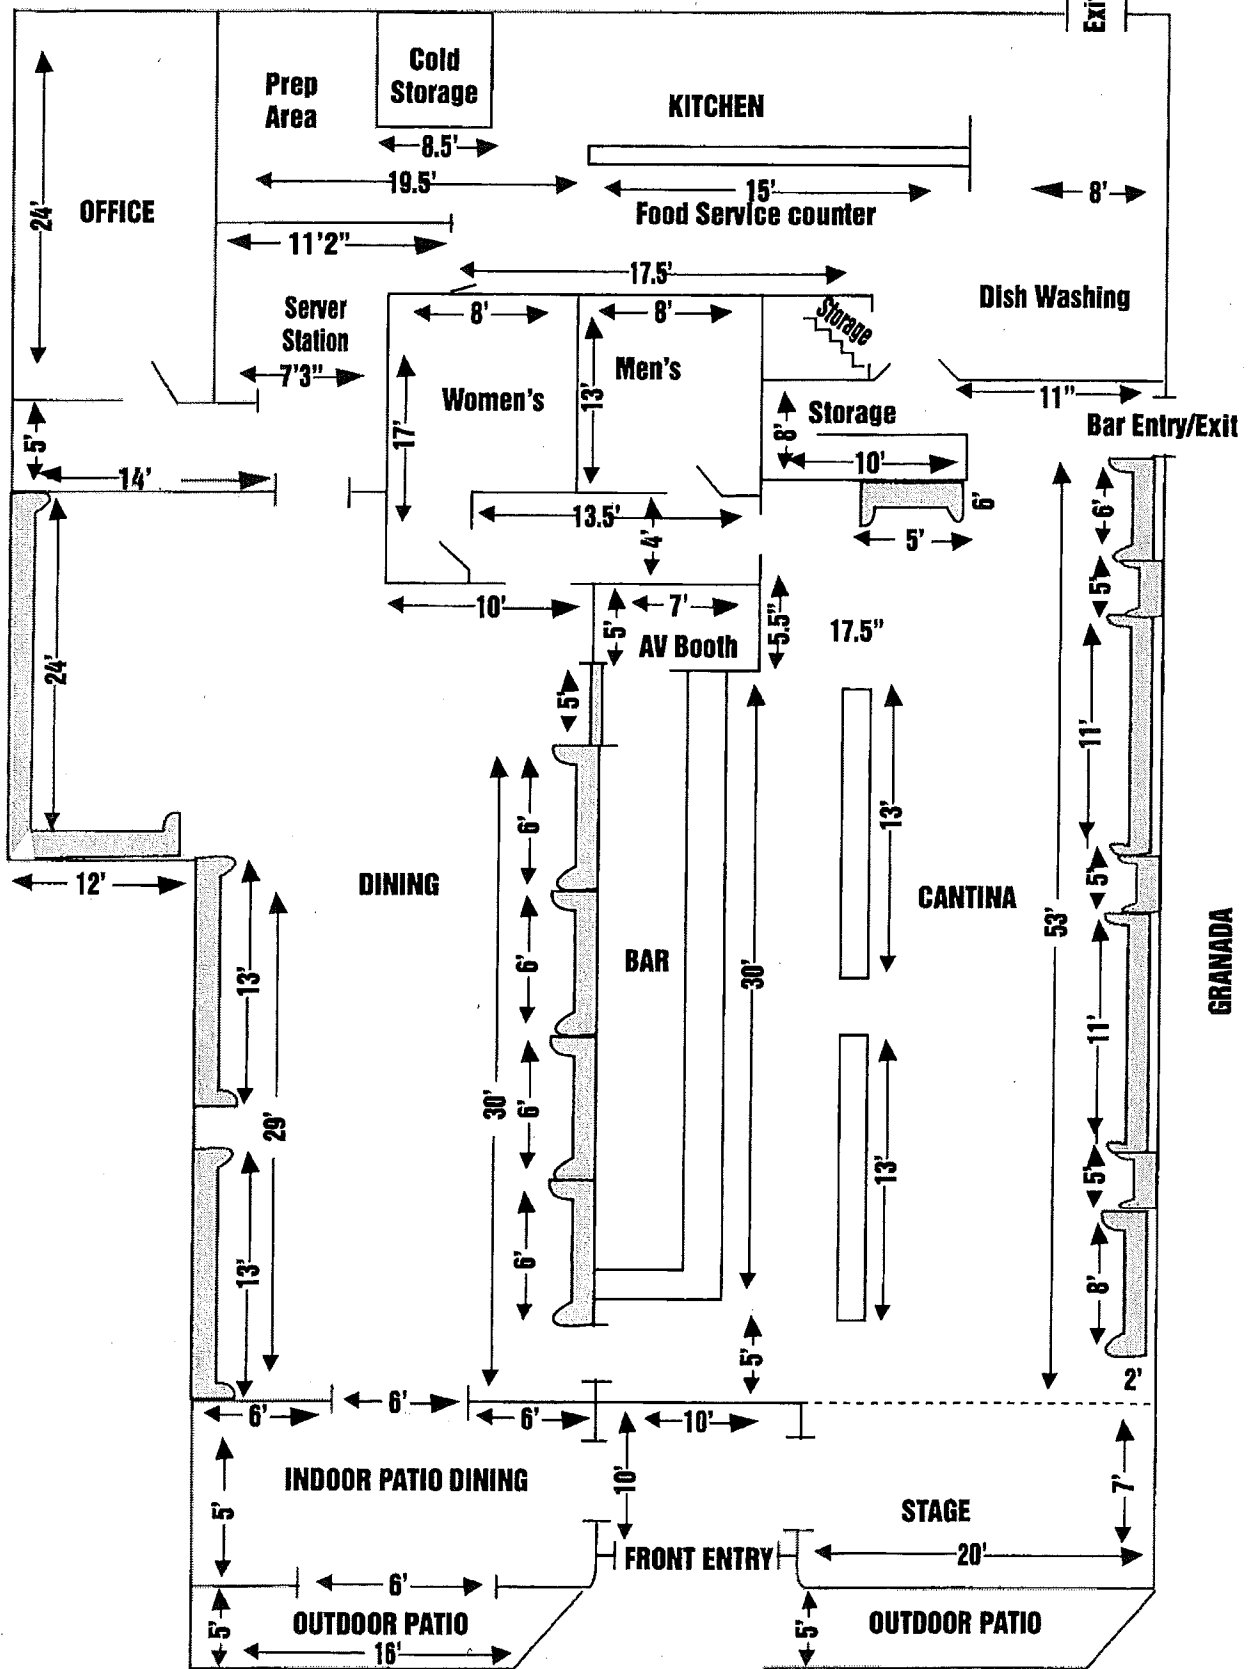 Exit
Cold
Storage
Prep
Area
KITCHEN
8.5'
19.5'
15'
8'
24'
OFFICE
Food Service counter
11'2"
17.5'
Server
Station
8'
8'
Storage
Dish Washing
7'3"
Women's
Men's
13'
17'
11"
Storage
8'
Bar Entry/Exit
5'
14'
10'
13.5'
4'
5'
6'
6'
5'
10'
7'
5'
AV Booth
5.5"
17.5"
24'
5'
11'
13'
6'
12'
DINING
5'
CANTINA
53'
GRANADA
BAR
30'
6'
13'
11'
29'
30'
6'
13'
5'
13'
6'
8'
5'
2'
6'
6'
6'
10'
INDOOR PATIO DINING
10'
7'
5'
STAGE
FRONT ENTRY
20'
6'
5'
OUTDOOR PATIO
16'
5'
OUTDOOR PATIO